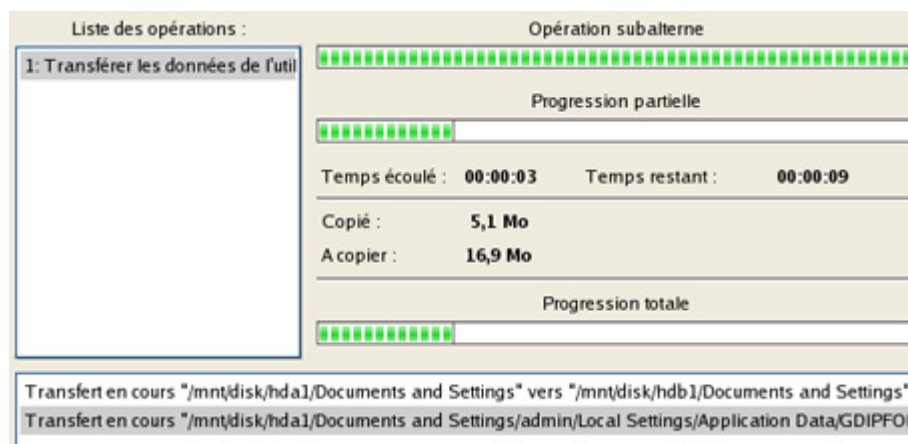 Liste des opérations :
1: Transférer les données de l'util
Opération subalterne
Progression partielle
Temps écoulé : 00:00:03 Temps restant : 00:00:09
Copié : 5,1 Mo
A copier : 16,9 Mo
Progression totale
Transfert en cours "/mnt/disk/hda1/Documents and Settings" vers "/mnt/disk/hdb1/Documents and Settings"
Transfert en cours "/mnt/disk/hda1/Documents and Settings/admin/Local Settings/Application Data/GDIPFO